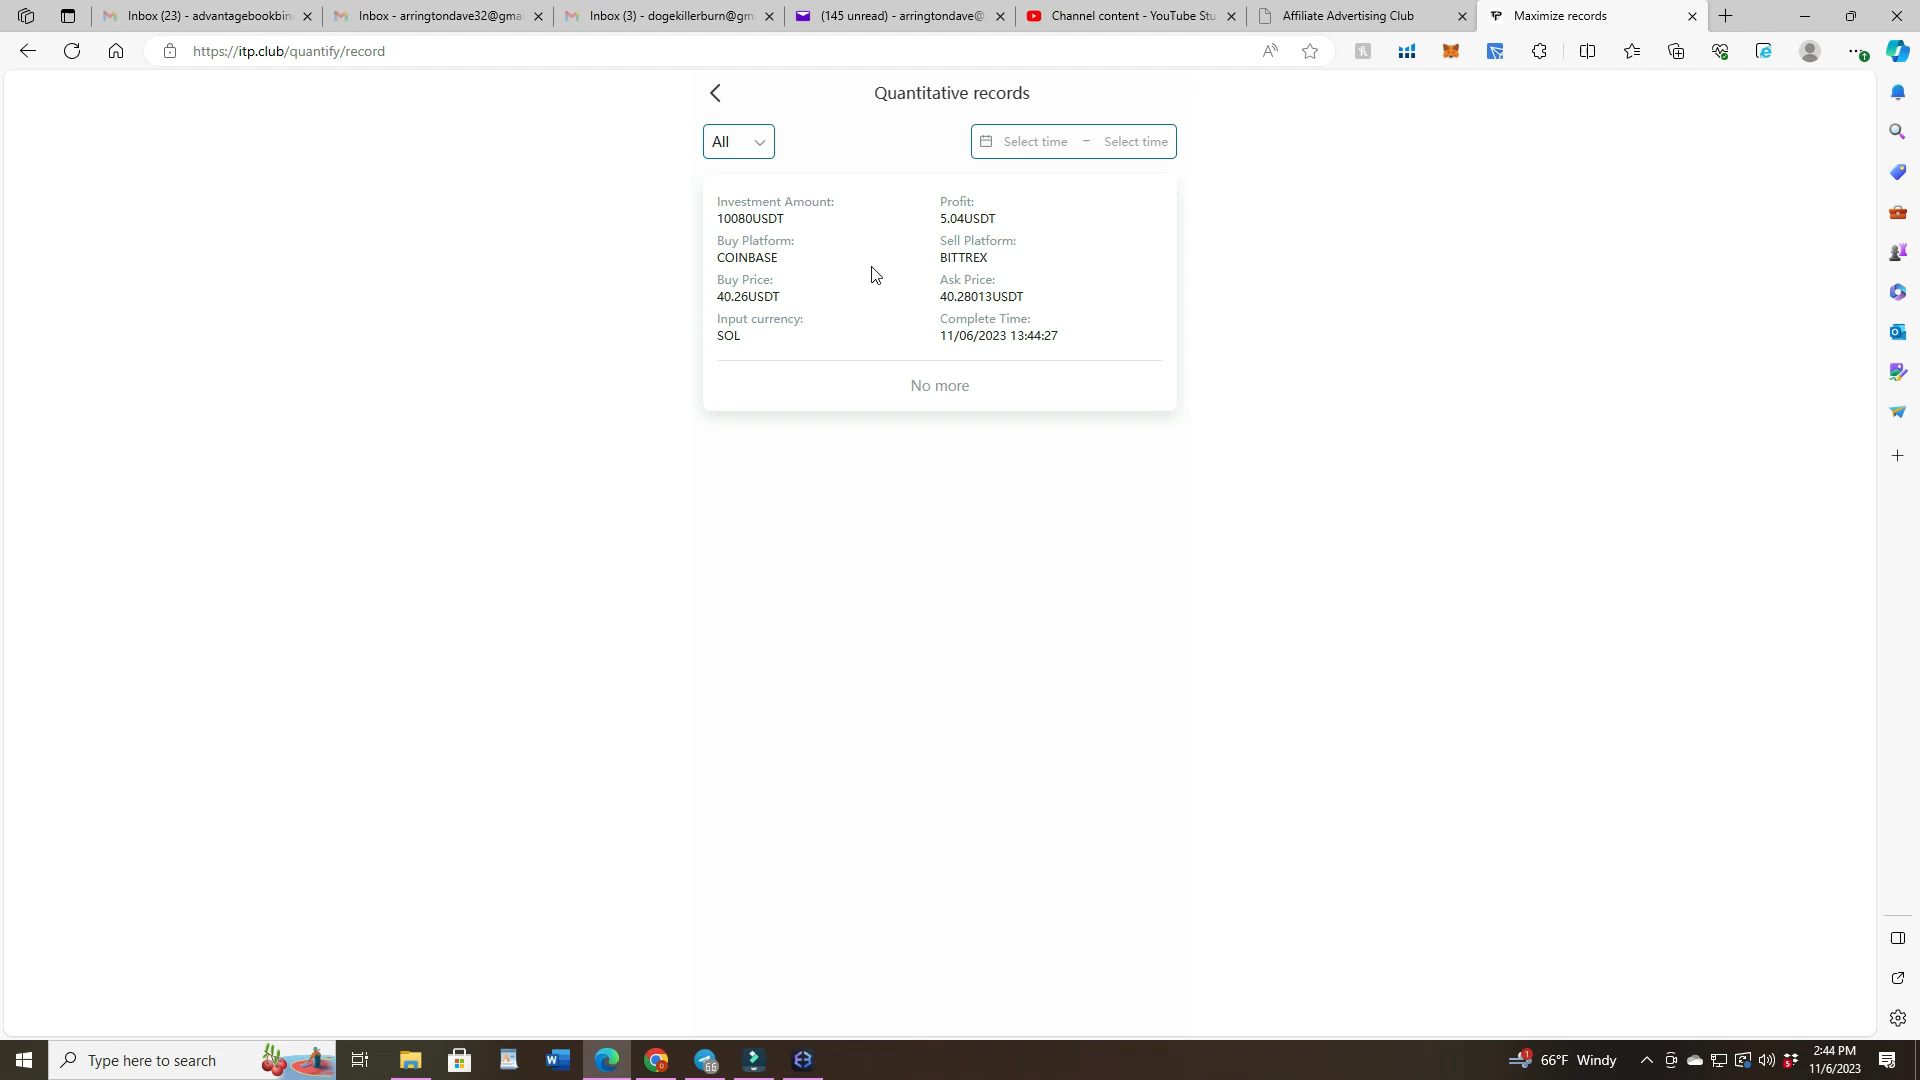 Inbox (23) - advantagebookbin
Inbox - arringtondave32@gmai
Inbox (3) - dogekillerburn@gm
(145 unread) - arringtondave@
Channel content - YouTube Stu
Affiliate Advertising Club
Maximize records
https://itp.club/quantify/record
Quantitative records
All
Select time - Select time
Investment Amount: Profit:
10080USDT 5.04USDT
Buy Platform: Sell Platform:
COINBASE BITTREX
Buy Price: Ask Price:
40.26USDT 40.28013USDT
Input currency: Complete Time:
SOL 11/06/2023 13:44:27
No more
Type here to search
66
1
66°F Windy
5
2:44 PM
11/6/2023